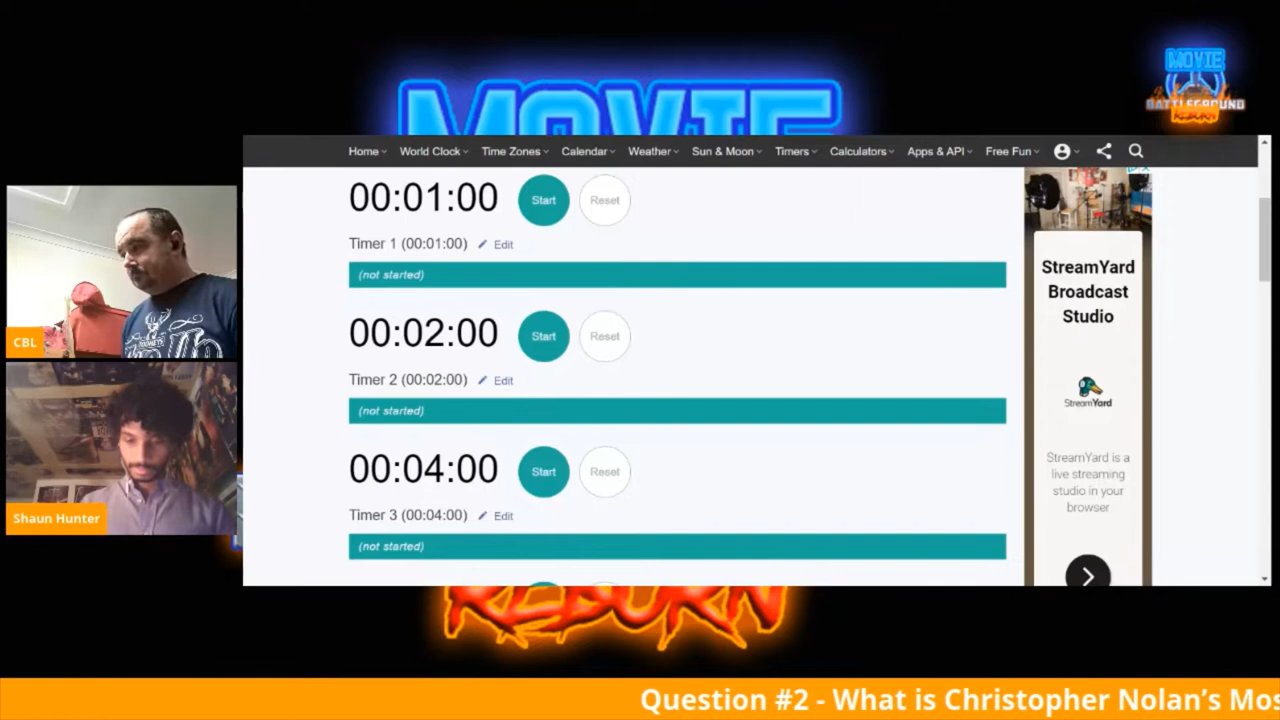 MOVIE
MOVIE
BATTLEGROUND
REBORN
Home World Clock Time Zones Calendar Weather Sun & Moon Timers Calculators Apps & API Free Fun
00:01:00 Start Reset
Timer 1 (00:01:00) Edit
(not started)
00:02:00 Start Reset
Timer 2 (00:02:00) Edit
(not started)
00:04:00 Start Reset
Timer 3 (00:04:00) Edit
(not started)
StreamYard
Broadcast
Studio
StreamYard
StreamYard is a
live streaming
studio in your
browser
CBL
Shaun Hunter
REBORN
Question #2 - What is Christopher Nolan’s Mos